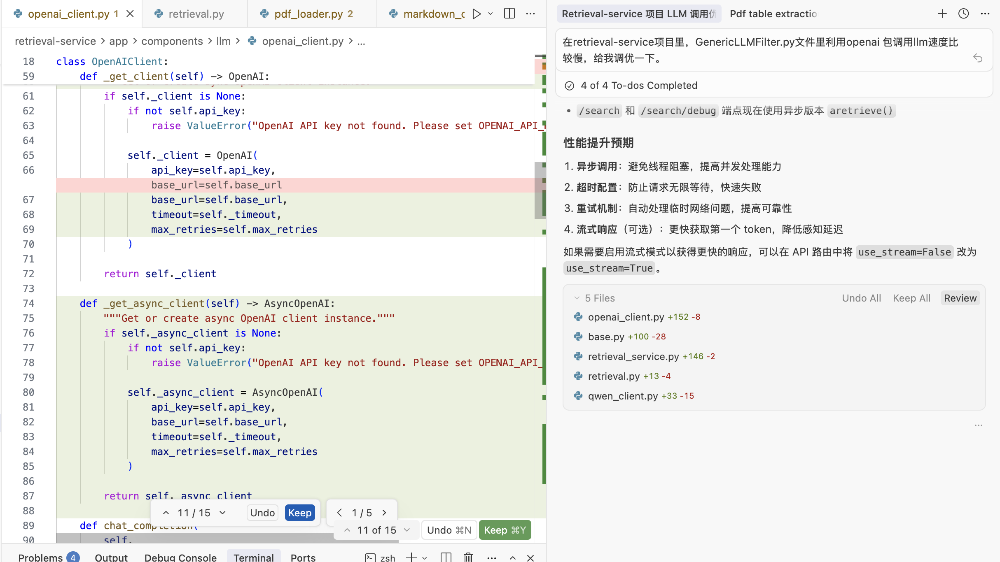 openai_client.py 1
retrieval.py
pdf_loader.py 2
markdown_c
retrieval-service > app > components > llm > openai_client.py > ...
18 class OpenAIClient:
59 def _get_client(self) -> OpenAI:
61 if self._client is None:
62 if not self.api_key:
63 raise ValueError("OpenAI API key not found. Please set OPENAI_API_
64
65 self._client = OpenAI(
66 api_key=self.api_key,
base_url=self.base_url
67 base_url=self.base_url,
68 timeout=self._timeout,
69 max_retries=self.max_retries
70 )
71
72 return self._client
73
74 def _get_async_client(self) -> AsyncOpenAI:
75 """Get or create async OpenAI client instance."""
76 if self._async_client is None:
77 if not self.api_key:
78 raise ValueError("OpenAI API key not found. Please set OPENAI_API_
79
80 self._async_client = AsyncOpenAI(
81 api_key=self.api_key,
82 base_url=self.base_url,
83 timeout=self._timeout,
84 max_retries=self.max_retries
85 )
86
87 return self._async_client
88
89 def chat_completion(
90 self,
11 / 15 Undo Keep
1 / 5
11 of 15 Undo ⌘N Keep ⌘Y
Problems 4 Output Debug Console Terminal Ports zsh
Retrieval-service 项目 LLM 调用优
Pdf table extractio
在retrieval-service项目里，GenericLLMFilter.py文件里利用openai 包调用llm速度比
较慢，给我调优一下。
4 of 4 To-dos Completed
• /search 和 /search/debug 端点现在使用异步版本 aretrieve()
性能提升预期
1. 异步调用：避免线程阻塞，提高并发处理能力
2. 超时配置：防止请求无限等待，快速失败
3. 重试机制：自动处理临时网络问题，提高可靠性
4. 流式响应（可选）：更快获取第一个 token，降低感知延迟
如果需要启用流式模式以获得更快的响应，可以在 API 路由中将 use_stream=False 改为
use_stream=True。
5 Files Undo All Keep All Review
openai_client.py +152 -8
base.py +100 -28
retrieval_service.py +146 -2
retrieval.py +13 -4
qwen_client.py +33 -15